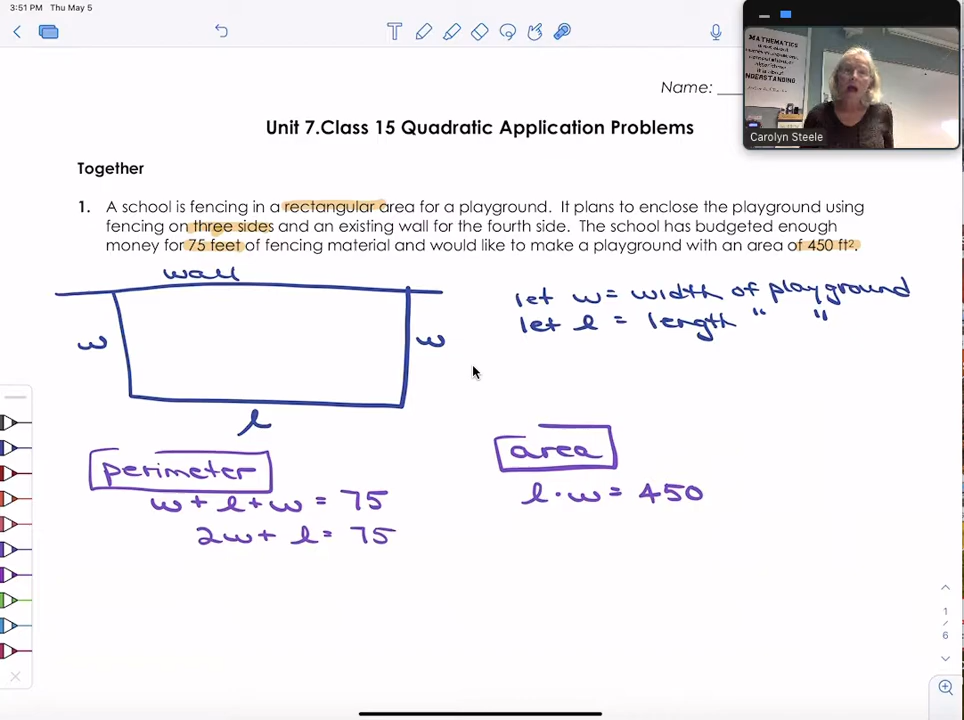 3:51 PM Thu May 5
Name: __
MATHEMATICS
UNDERSTANDING
Carolyn Steele
Unit 7.Class 15 Quadratic Application Problems
Together
1. A school is fencing in a rectangular area for a playground. It plans to enclose the playground using
fencing on three sides and an existing wall for the fourth side. The school has budgeted enough
money for 75 feet of fencing material and would like to make a playground with an area of 450 ft².
wall
let w = width of playground
let l = length " "
w
w
l
perimeter
w + l + w = 75
2w + l = 75
area
l · w = 450
1
/
6